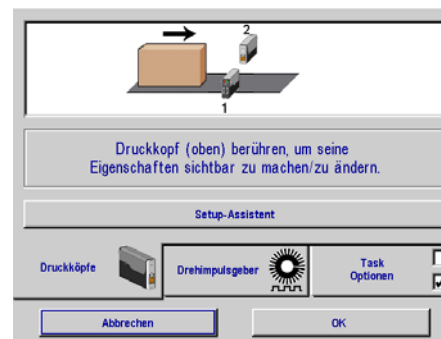 2
1
Druckkopf (oben) berühren, um seine
Eigenschaften sichtbar zu machen/zu ändern.
Setup-Assistent
Druckköpfe
Drehimpulsgeber
Task
Optionen
Abbrechen
OK